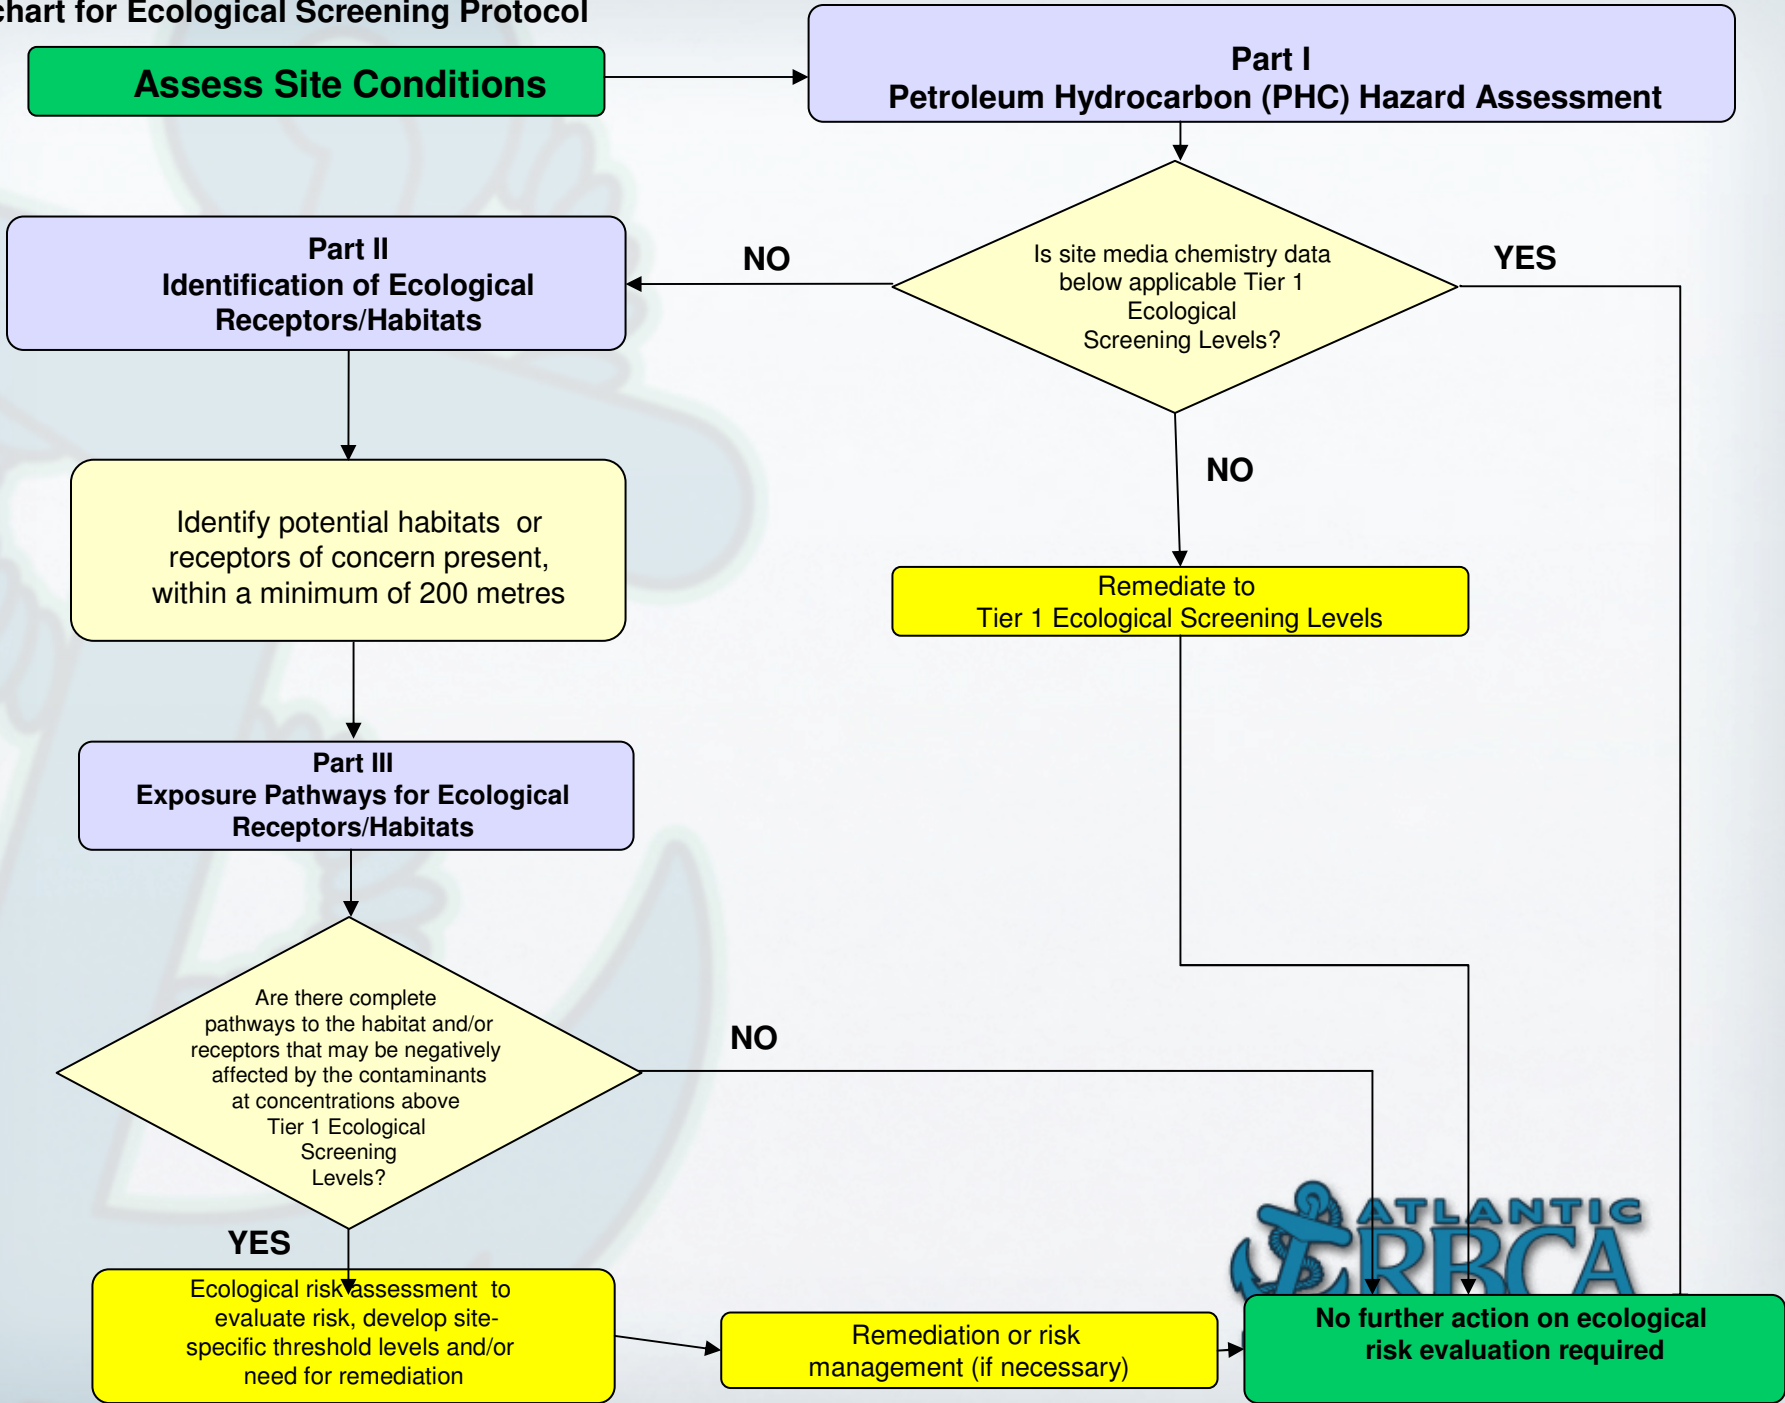 chart for Ecological Screening Protocol
Assess Site Conditions
Part I
Petroleum Hydrocarbon (PHC) Hazard Assessment
Is site media chemistry data
below applicable Tier 1
Ecological
Screening Levels?
NO
YES
Part II
Identification of Ecological
Receptors/Habitats
NO
Identify potential habitats or
receptors of concern present,
within a minimum of 200 metres
Remediate to
Tier 1 Ecological Screening Levels
Part III
Exposure Pathways for Ecological
Receptors/Habitats
Are there complete
pathways to the habitat and/or
receptors that may be negatively
affected by the contaminants
at concentrations above
Tier 1 Ecological
Screening
Levels?
NO
YES
Ecological risk assessment to
evaluate risk, develop site-
specific threshold levels and/or
need for remediation
Remediation or risk
management (if necessary)
ATLANTIC
RBCA
No further action on ecological
risk evaluation required